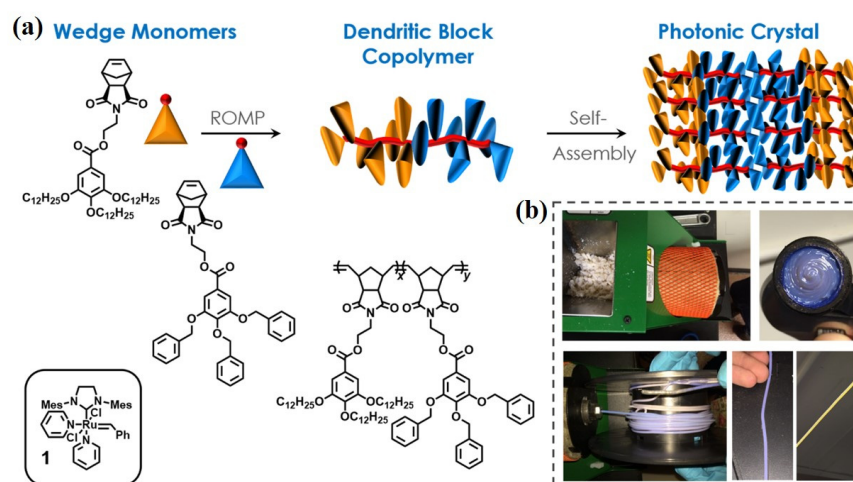 (a) Wedge Monomers
Dendritic Block
Copolymer
Photonic Crystal
ROMP
Self-
Assembly
O
N
O
O
O
C12H25O
OC12H25
OC12H25
O
N
O
O
O
O
O
O
(b)
x
y
O
N
O
O
N
O
O
O
O
O
C12H25O
OC12H25
OC12H25
O
O
O
Mes
N
N
Mes
Cl
N
Ru
Ph
Cl
N
1